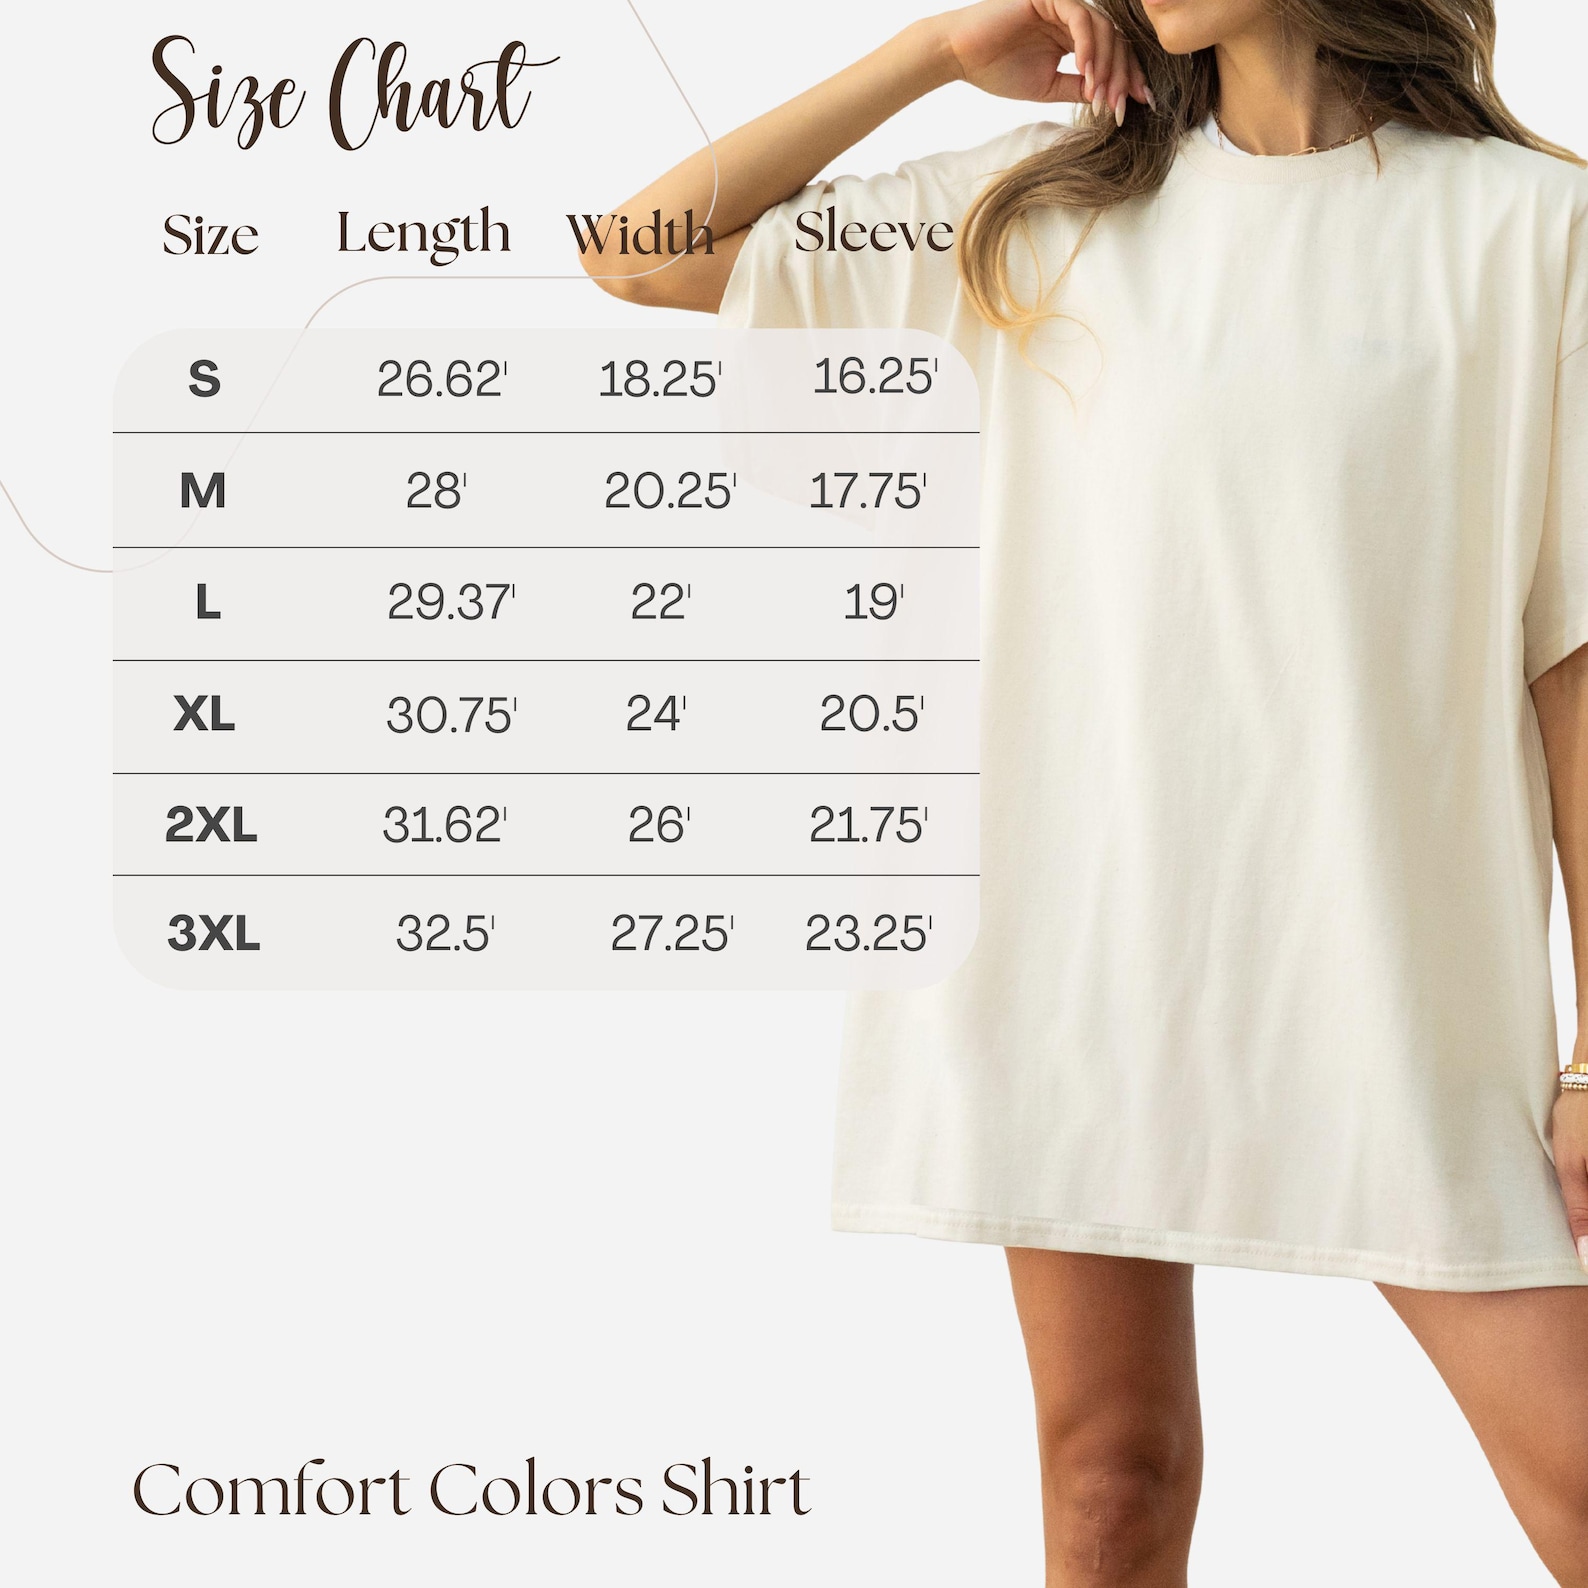 Size Chart
Size Length Width Sleeve
S 26.62' 18.25' 16.25'
M 28' 20.25' 17.75'
L 29.37' 22' 19'
XL 30.75' 24' 20.5'
2XL 31.62' 26' 21.75'
3XL 32.5' 27.25' 23.25'
Comfort Colors Shirt